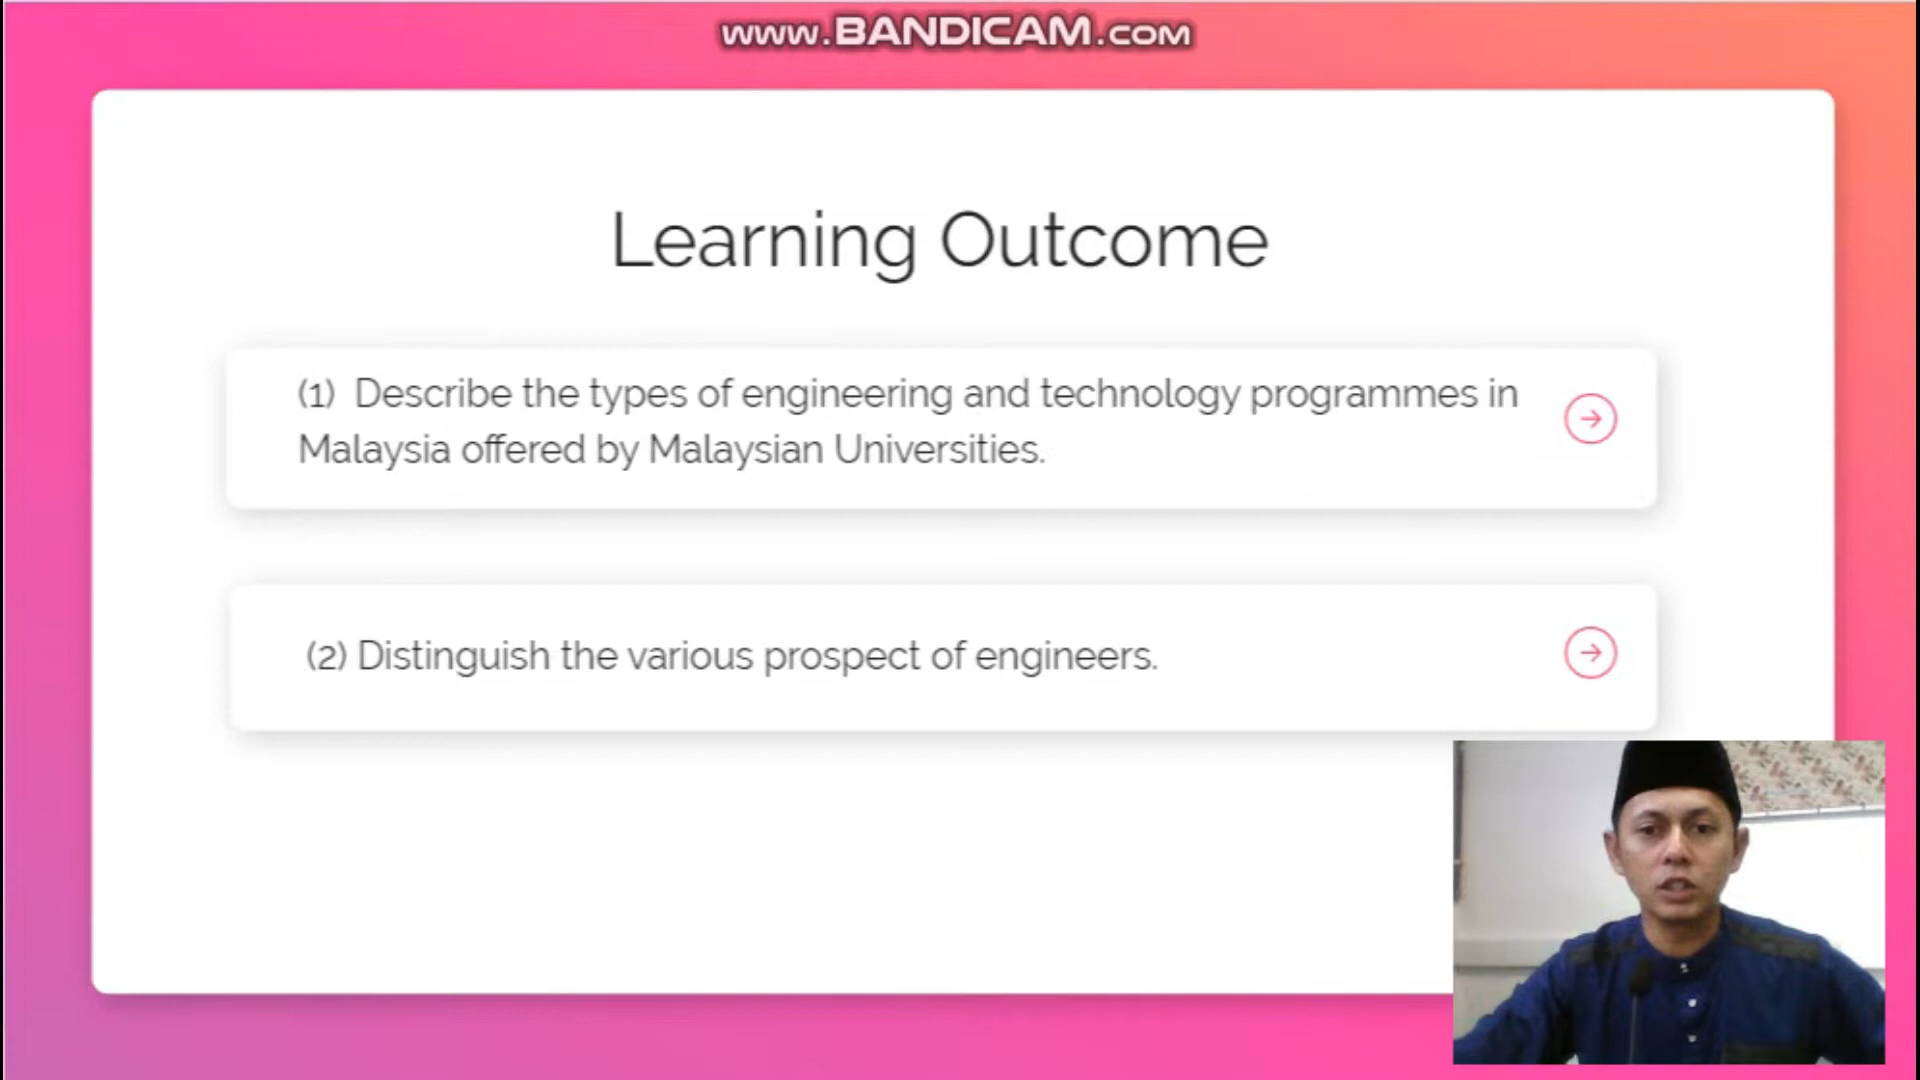 www.BANDICAM.com
Learning Outcome
(1) Describe the types of engineering and technology programmes in
Malaysia offered by Malaysian Universities.
(2) Distinguish the various prospect of engineers.